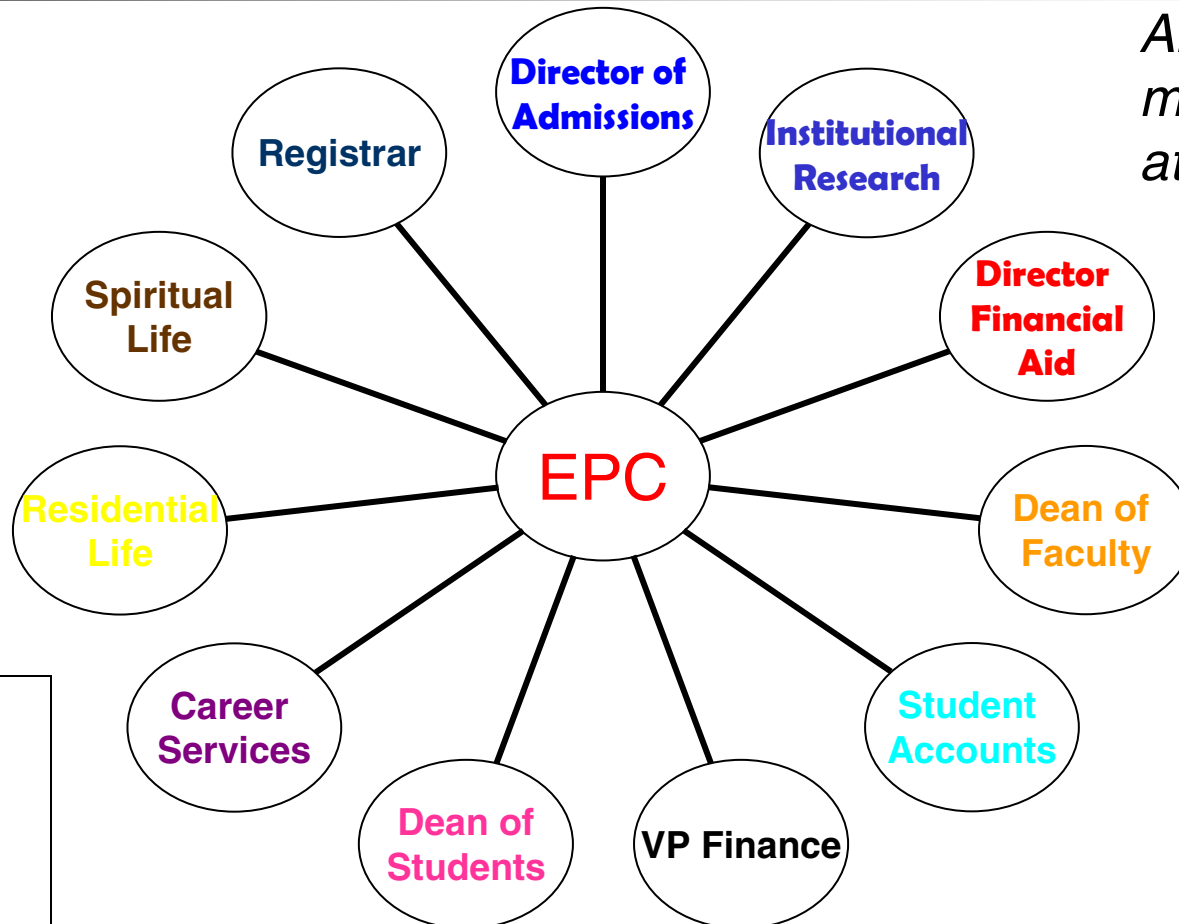 Director of
Admissions
Registrar
Institutional
Research
Spiritual
Life
Director
Financial
Aid
EPC
Residential
Life
Dean of
Faculty
Career
Services
Student
Accounts
Dean of
Students
VP Finance